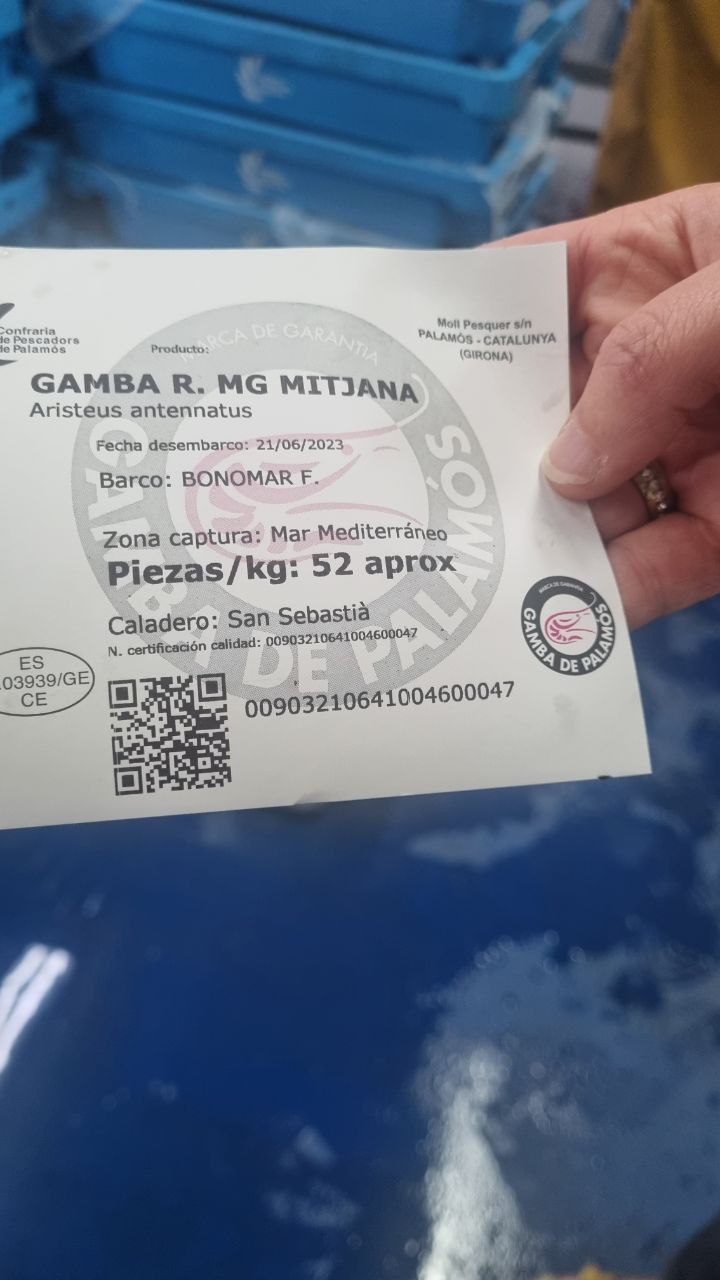 Confraria
de Pescadors
de Palamós
Moll Pesquer s/n
PALAMÓS - CATALUNYA
(GIRONA)
Producto:
GAMBA R. MG MITJANA
Aristeus antennatus
Fecha desembarco: 21/06/2023
Barco: BONOMAR F.
Zona captura: Mar Mediterráneo
Piezas/kg: 52 aprox
Caladero: San Sebastià
N. certificación calidad: 00903210641004600047
ES
.03939/GE
CE
00903210641004600047
MARCA DE GARANTIA
GAMBA DE PALAMÓS
MARCA DE GARANTIA
GAMBA DE PALAMÓS